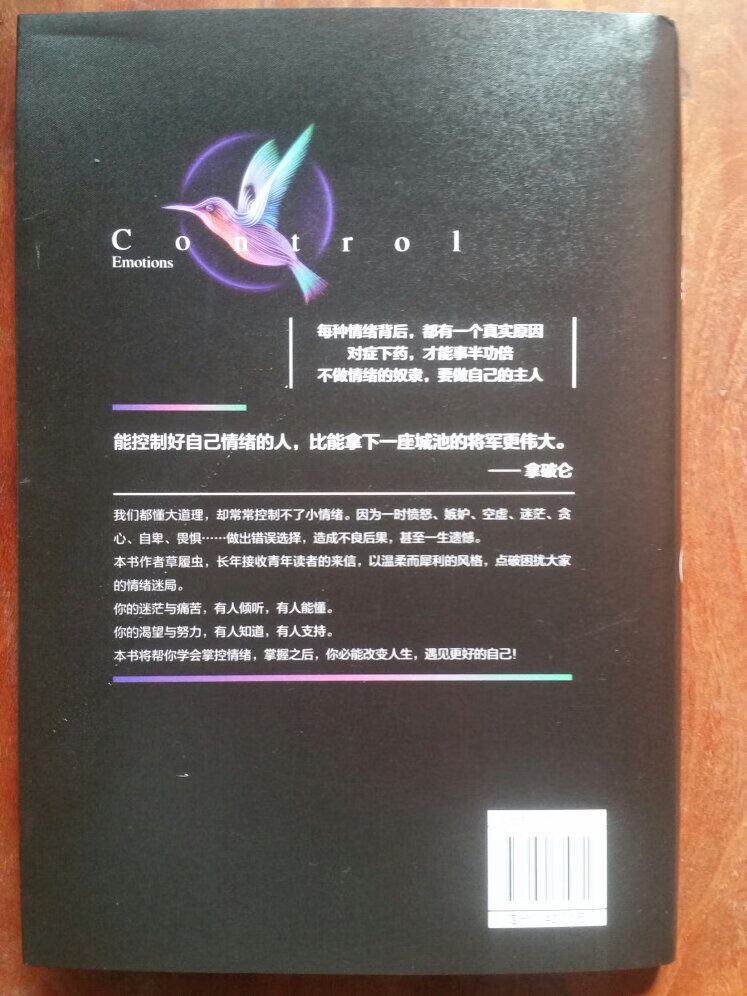 Control
Emotions
每种情绪背后，都有一个真实原因
对症下药，才能事半功倍
不做情绪的奴隶，要做自己的主人
能控制好自己情绪的人，比能拿下一座城池的将军更伟大。
——拿破仑
我们都懂大道理，却常常控制不了小情绪。因为一时愤怒、嫉妒、空虚、迷茫、贪
心、自卑、畏惧……做出错误选择，造成不良后果，甚至一生遗憾。
本书作者草履虫，长年接收青年读者的来信，以温柔而犀利的风格，点破困扰大家
的情绪迷局。
你的迷茫与痛苦，有人倾听，有人能懂。
你的渴望与努力，有人知道，有人支持。
本书将帮你学会掌控情绪，掌握之后，你必能改变人生，遇见更好的自己！